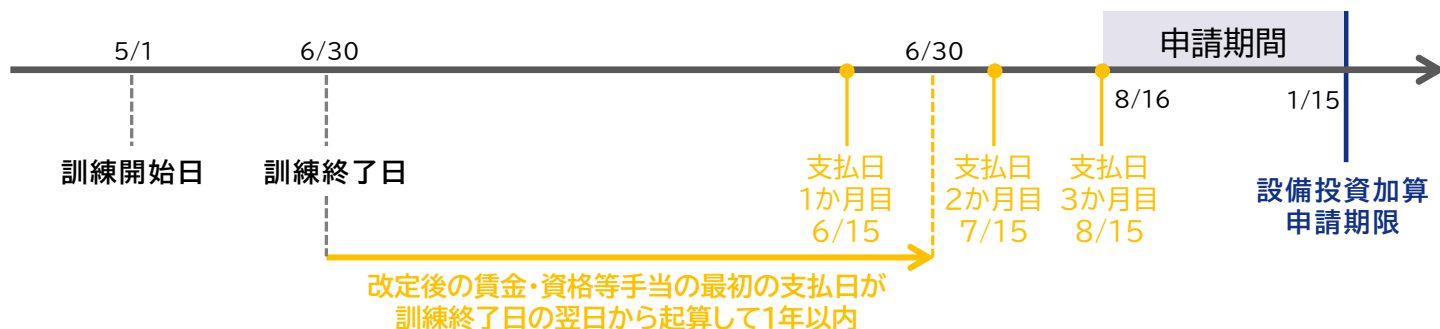 申請期間
5/1
6/30
6/30
8/16
1/15
訓練開始日
訓練終了日
支払日
1か月目
6/15
支払日
2か月目
7/15
支払日
3か月目
8/15
設備投資加算
申請期限
改定後の賃金・資格等手当の最初の支払日が
訓練終了日の翌日から起算して1年以内